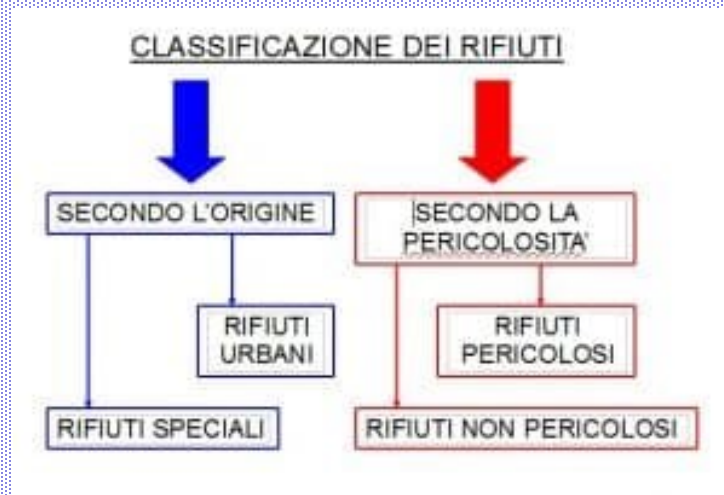 CLASSIFICAZIONE DEI RIFIUTI
SECONDO L'ORIGINE
SECONDO LA
PERICOLOSITA'
RIFIUTI
URBANI
RIFIUTI
PERICOLOSI
RIFIUTI SPECIALI
RIFIUTI NON PERICOLOSI